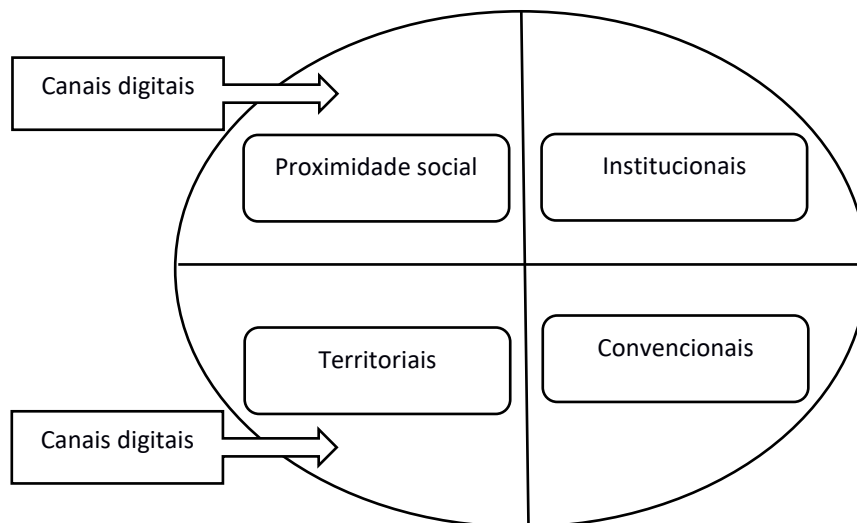 Canais digitais
Proximidade social
Institucionais
Territoriais
Convencionais
Canais digitais